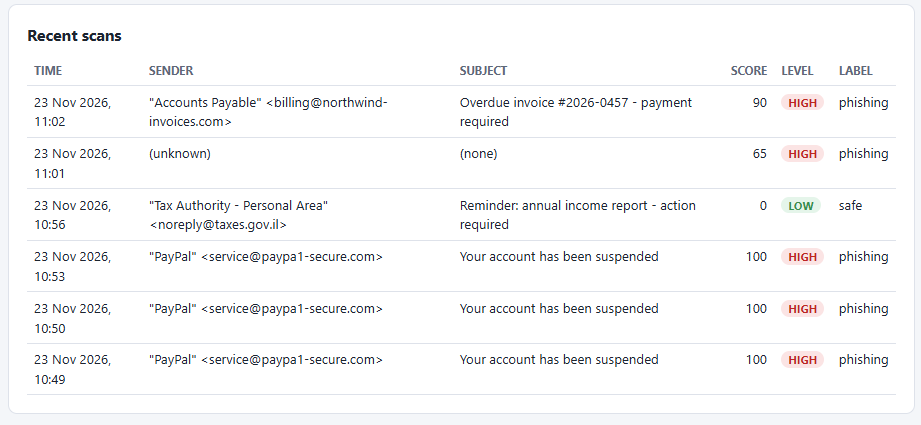 Recent scans
TIME SENDER SUBJECT SCORE LEVEL LABEL
23 Nov 2026, "Accounts Payable" <billing@northwind- Overdue invoice #2026-0457 - payment 90 HIGH phishing
11:02 invoices.com> required
23 Nov 2026, (unknown) (none) 65 HIGH phishing
11:01
23 Nov 2026, "Tax Authority - Personal Area" Reminder: annual income report - action 0 LOW safe
10:56 <noreply@taxes.gov.il> required
23 Nov 2026, "PayPal" <service@paypa1-secure.com> Your account has been suspended 100 HIGH phishing
10:53
23 Nov 2026, "PayPal" <service@paypa1-secure.com> Your account has been suspended 100 HIGH phishing
10:50
23 Nov 2026, "PayPal" <service@paypa1-secure.com> Your account has been suspended 100 HIGH phishing
10:49